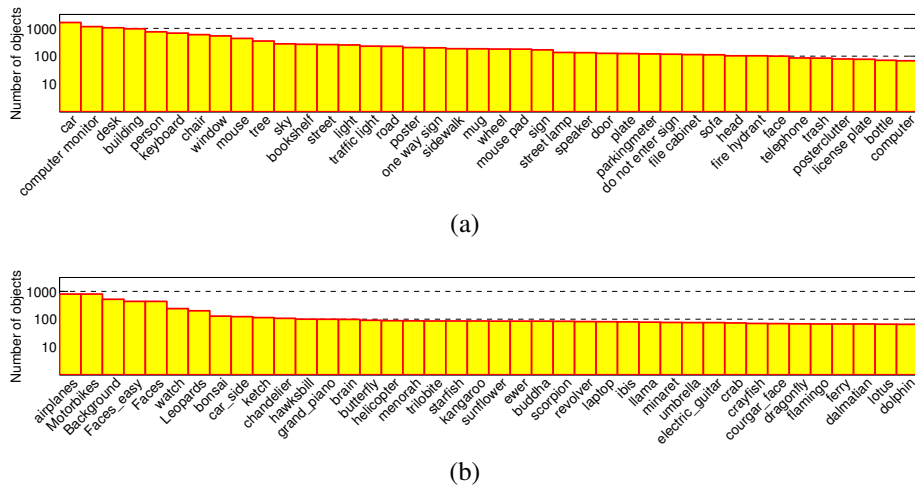 Number of objects
1000
100
10
car
computer monitor
desk
building
person
keyboard
chair
window
mouse
tree
sky
bookshelf
street
light
traffic light
road
poster
one way sign
sidewalk
mug
wheel
mouse pad
sign
street lamp
speaker
door
plate
parkingmeter
do not enter sign
file cabinet
sofa
head
fire hydrant
face
telephone
trash
posterclutter
license plate
bottle
computer
(a)
Number of objects
1000
100
10
airplanes
Motorbikes
Background
Faces_easy
Faces
watch
Leopards
bonsai
car_side
ketch
chandelier
hawksbill
grand_piano
brain
butterfly
helicopter
menorah
trilobite
starfish
kangaroo
sunflower
ewer
buddha
scorpion
revolver
laptop
ibis
llama
minaret
umbrella
electric_guitar
crab
crayfish
cougar_face
dragonfly
flamingo
ferry
dalmatian
lotus
dolphin
(b)